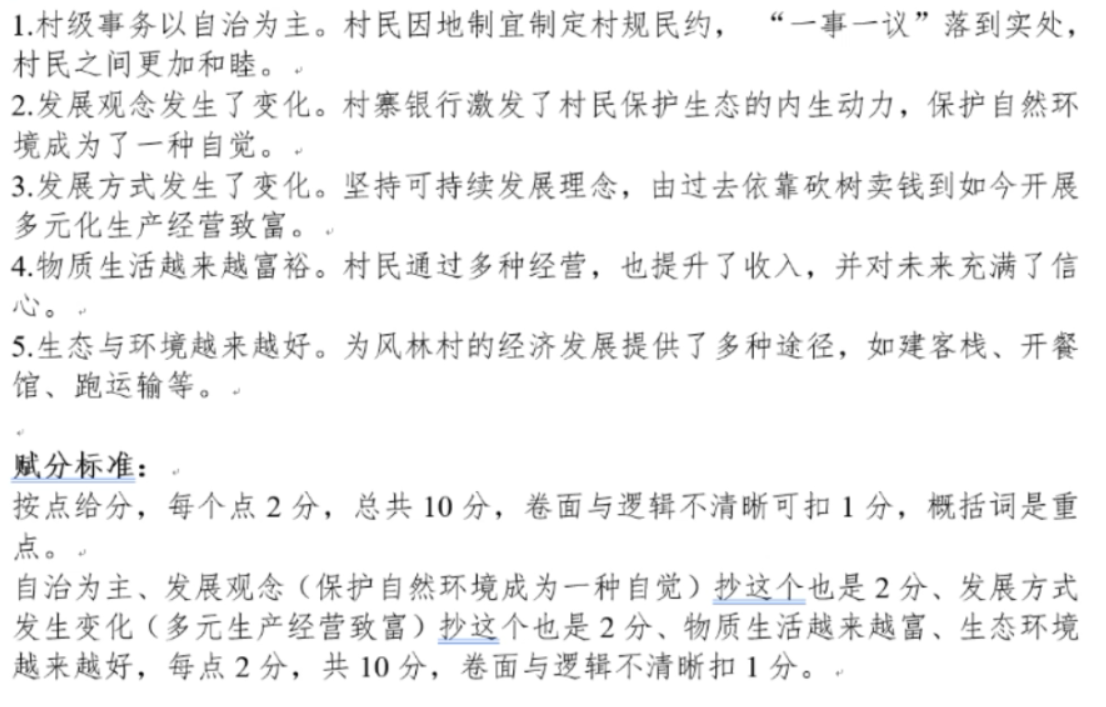 1.村级事务以自治为主。村民因地制宜制定村规民约， “一事一议”落到实处，
村民之间更加和睦。
2.发展观念发生了变化。村寨银行激发了村民保护生态的内生动力，保护自然环
境成为了一种自觉。
3.发展方式发生了变化。坚持可持续发展理念，由过去依靠砍树卖钱到如今开展
多元化生产经营致富。
4.物质生活越来越富裕。村民通过多种经营，也提升了收入，并对未来充满了信
心。
5.生态与环境越来越好。为风林村的经济发展提供了多种途径，如建客栈、开餐
馆、跑运输等。
赋分标准：
按点给分，每个点 2 分，总共 10 分，卷面与逻辑不清晰可扣 1 分，概括词是重
点。
自治为主、发展观念（保护自然环境成为一种自觉）抄这个也是 2 分、发展方式
发生变化（多元生产经营致富）抄这个也是 2 分、物质生活越来越富、生态环境
越来越好，每点 2 分，共 10 分，卷面与逻辑不清晰扣 1 分。